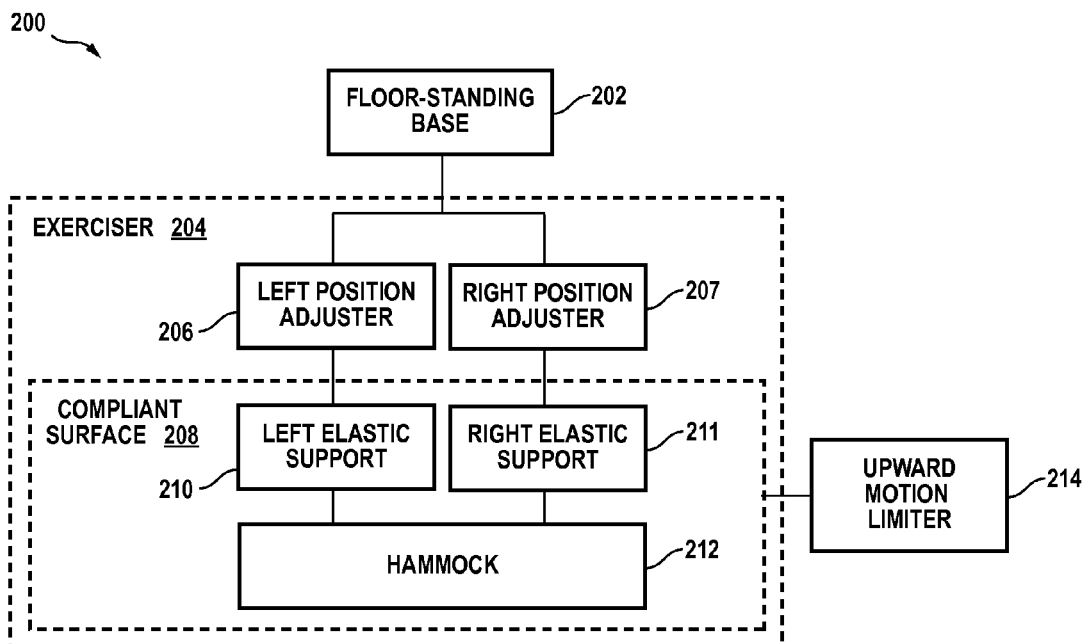 200
FLOOR-STANDING
BASE
202
EXERCISER 204
LEFT POSITION
ADJUSTER
206
RIGHT POSITION
ADJUSTER
207
COMPLIANT
SURFACE 208
LEFT ELASTIC
SUPPORT
210
RIGHT ELASTIC
SUPPORT
211
HAMMOCK
212
UPWARD
MOTION
LIMITER
214